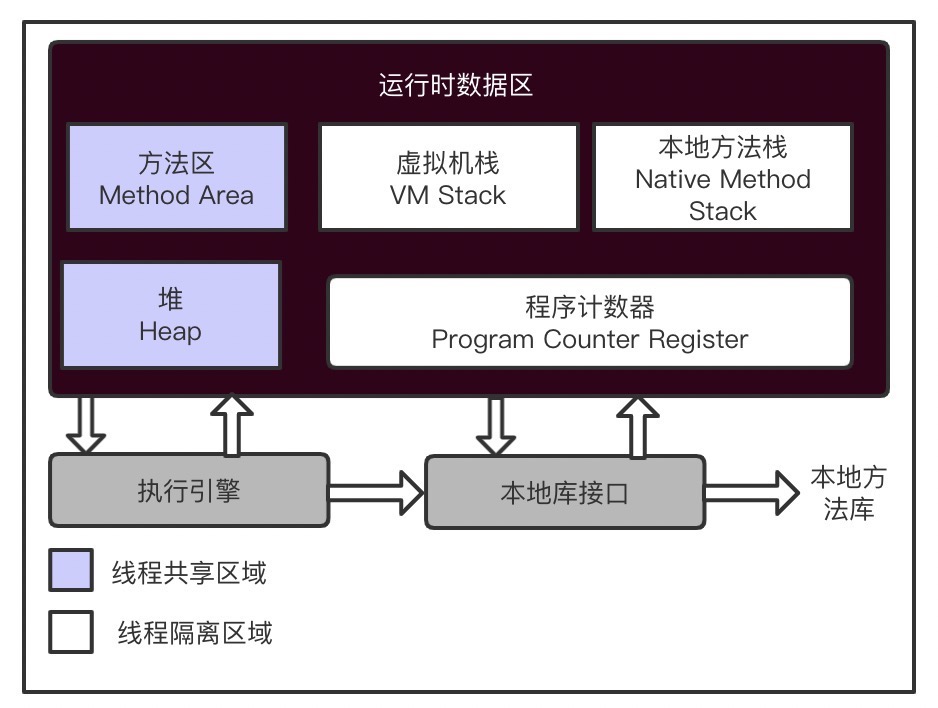 运行时数据区
方法区
Method Area
虚拟机栈
VM Stack
本地方法栈
Native Method
Stack
堆
Heap
程序计数器
Program Counter Register
执行引擎
本地库接口
本地方
法库
线程共享区域
线程隔离区域